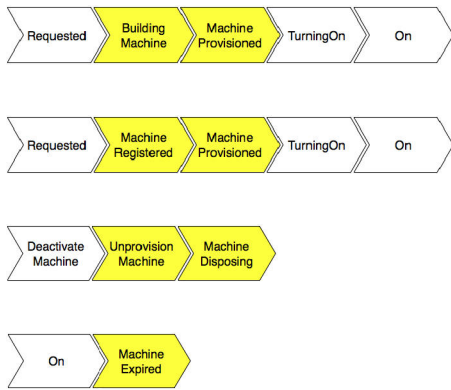 Requested
Building
Machine
Machine
Provisioned
TurningOn
On
Requested
Machine
Registered
Machine
Provisioned
TurningOn
On
Deactivate
Machine
Unprovision
Machine
Machine
Disposing
On
Machine
Expired